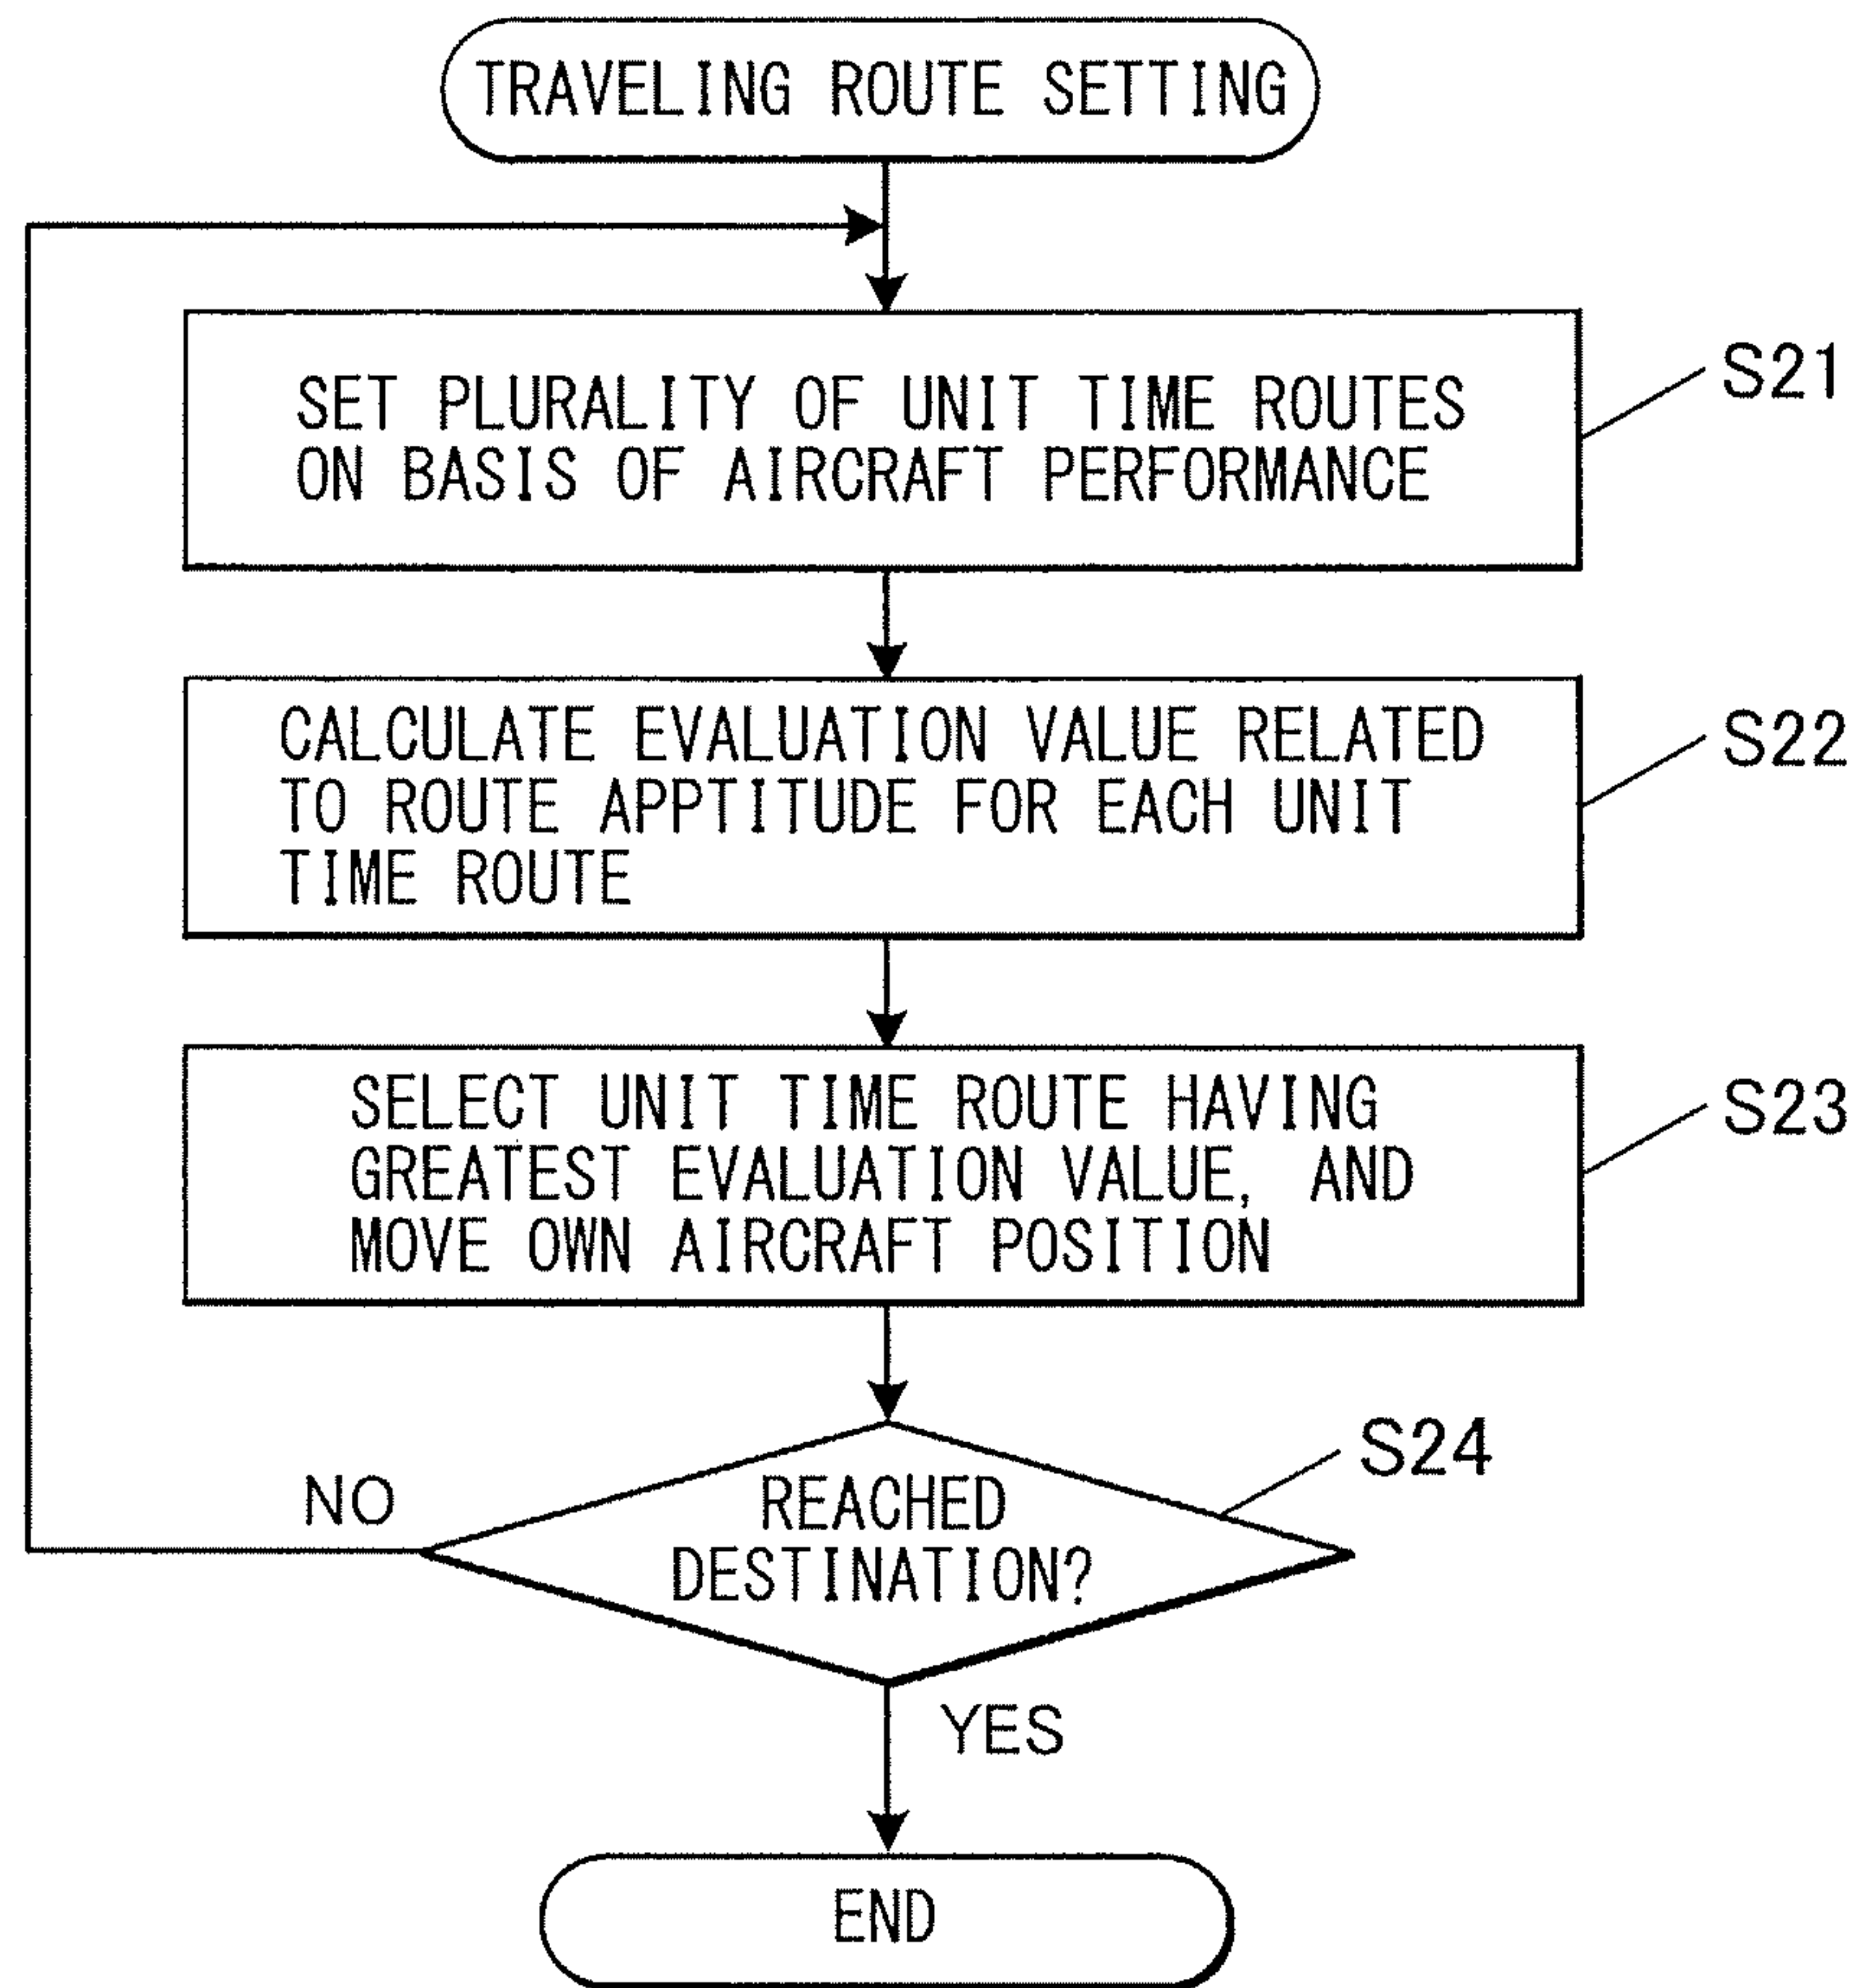 TRAVELING ROUTE SETTING
SET PLURALITY OF UNIT TIME ROUTES
ON BASIS OF AIRCRAFT PERFORMANCE
S21
CALCULATE EVALUATION VALUE RELATED
TO ROUTE APPTITUDE FOR EACH UNIT
TIME ROUTE
S22
SELECT UNIT TIME ROUTE HAVING
GREATEST EVALUATION VALUE, AND
MOVE OWN AIRCRAFT POSITION
S23
REACHED
DESTINATION?
S24
NO
YES
END